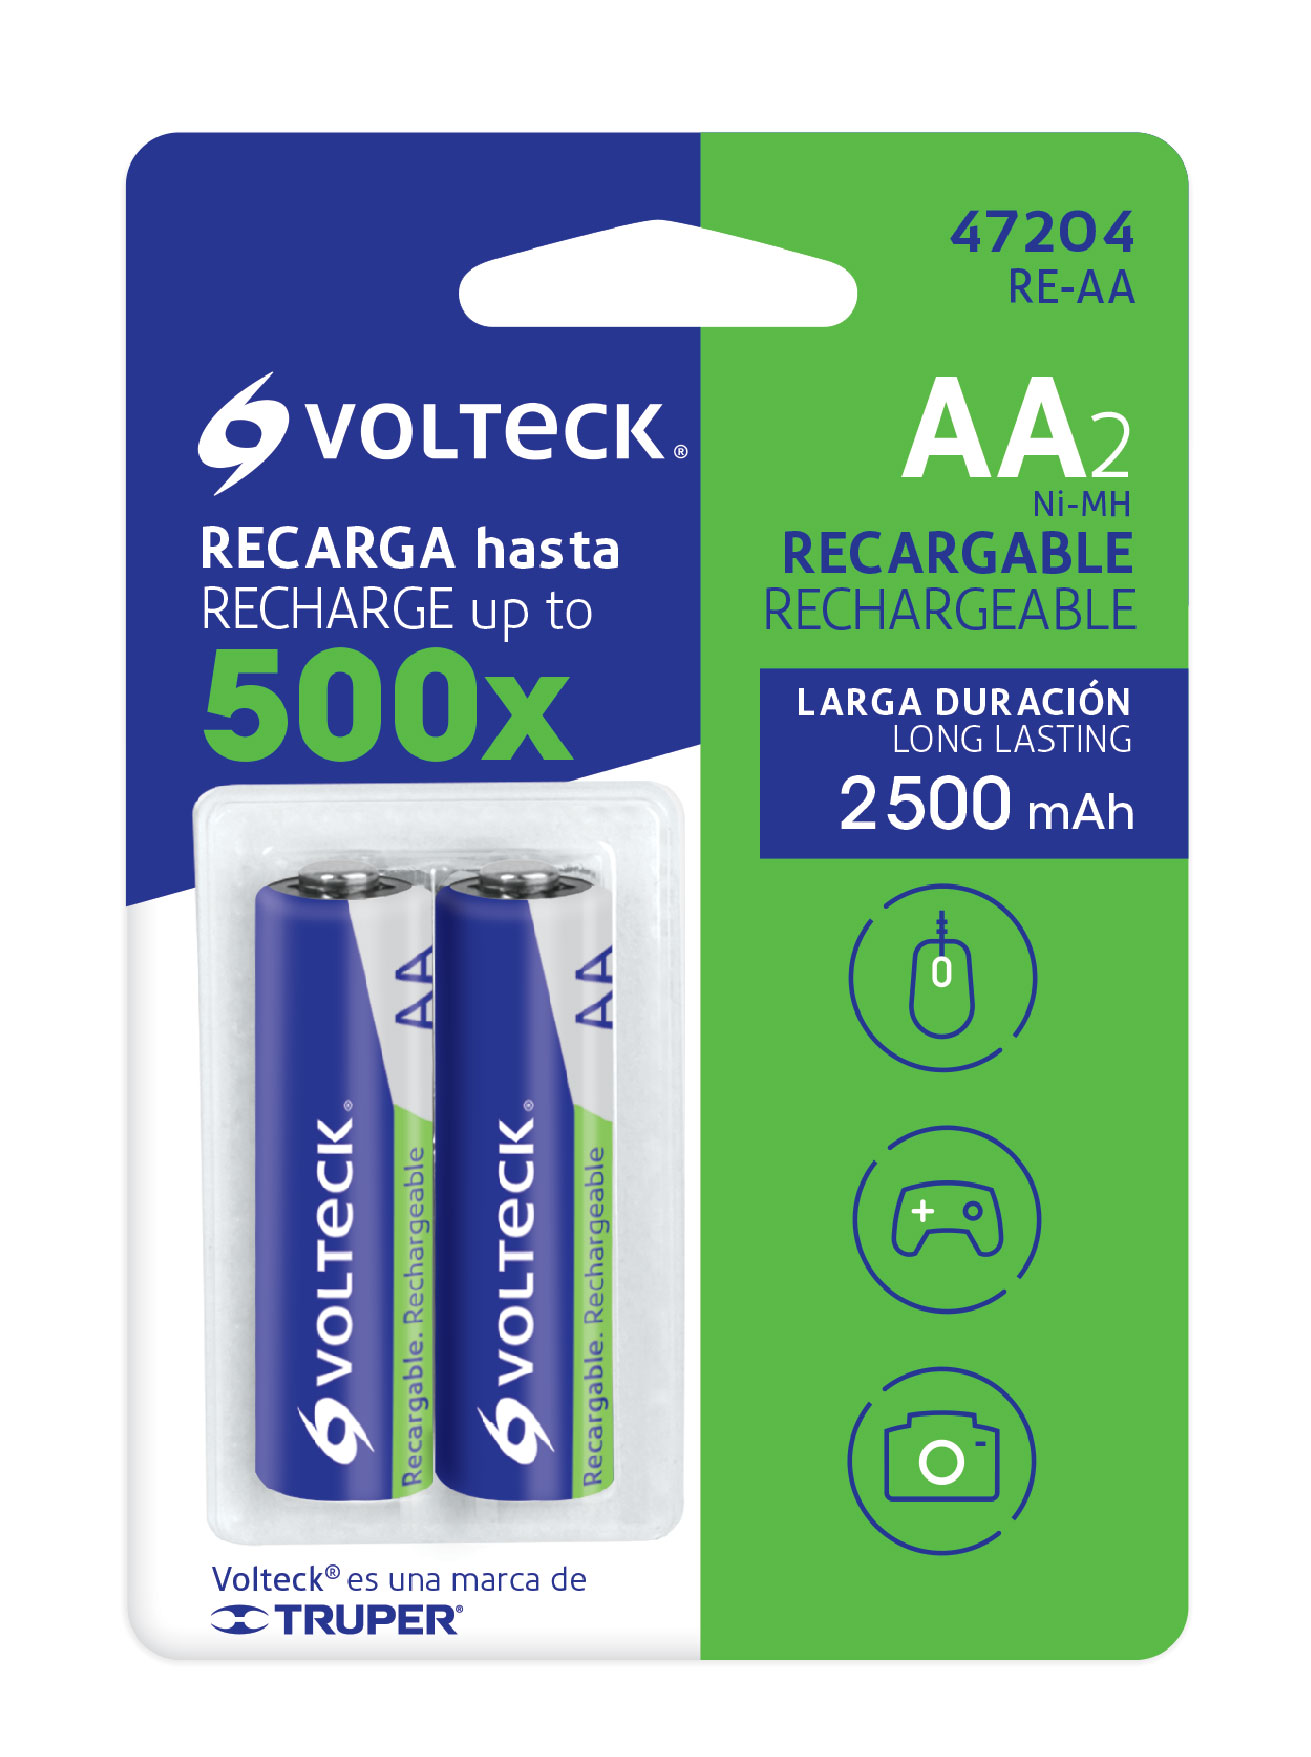 47204
RE-AA
VOLTECK®
RECARGA hasta
RECHARGE up to
500x
AA2
Ni-MH
RECARGABLE
RECHARGEABLE
LARGA DURACIÓN
LONG LASTING
2500 mAh
AA
VOLTECK®
Recargable. Rechargeable
AA
VOLTECK®
Recargable. Rechargeable
Volteck® es una marca de
TRUPER®